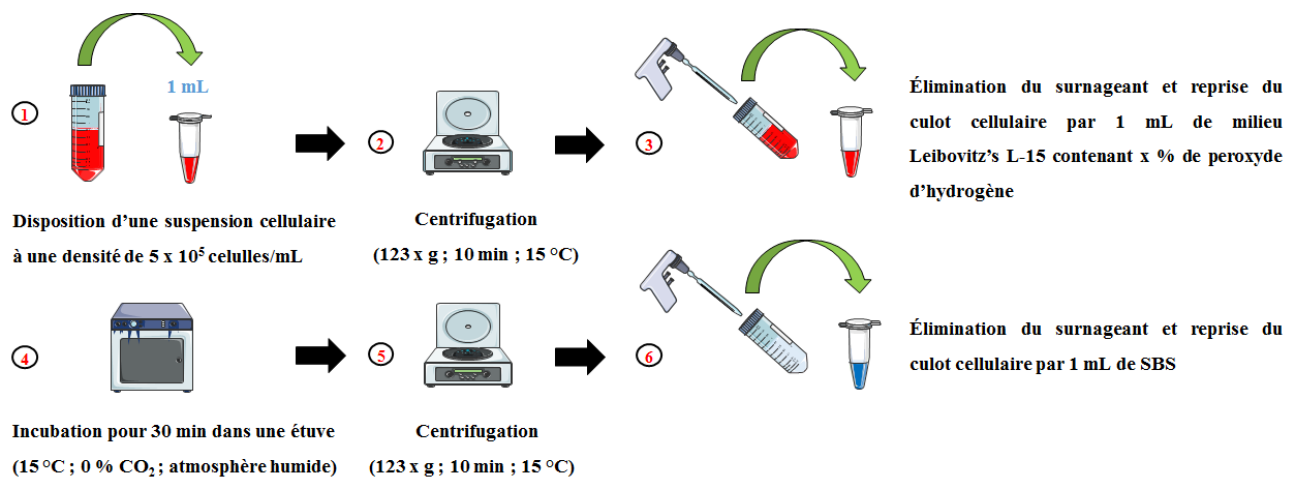 1 mL
1
2
3
Élimination du surnageant et reprise du
culot cellulaire par 1 mL de milieu
Leibovitz’s L-15 contenant x % de peroxyde
d’hydrogène
Disposition d’une suspension cellulaire
à une densité de 5 x 10⁵ celulles/mL
Centrifugation
(123 x g ; 10 min ; 15 °C)
4
5
6
Élimination du surnageant et reprise du
culot cellulaire par 1 mL de SBS
Incubation pour 30 min dans une étuve
(15 °C ; 0 % CO₂ ; atmosphère humide)
Centrifugation
(123 x g ; 10 min ; 15 °C)